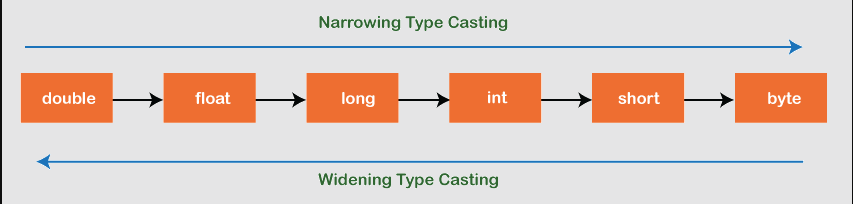 Narrowing Type Casting
double float long int short byte
Widening Type Casting